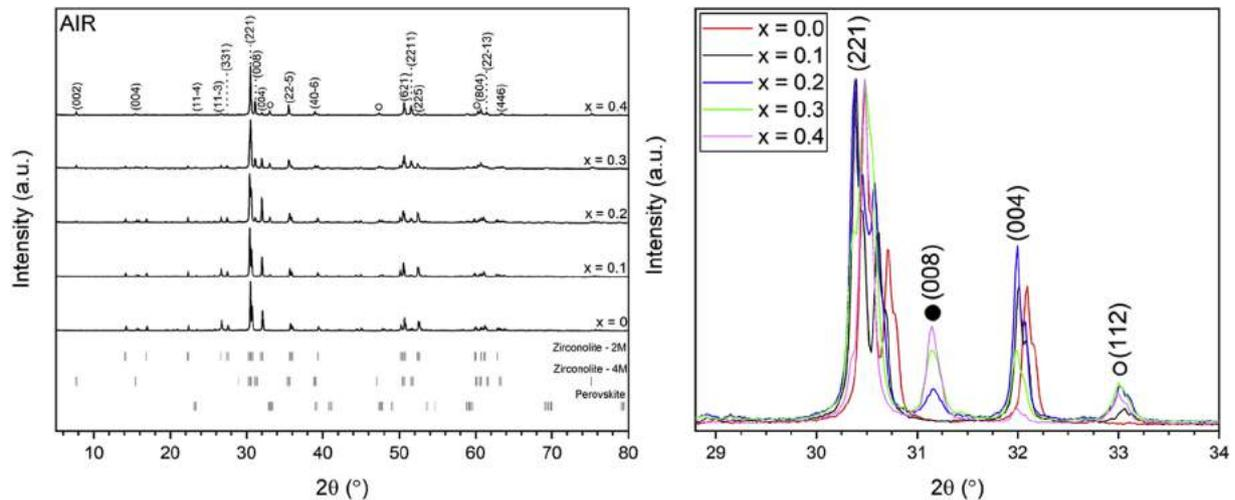 AIR
(002)
(004)
(11-4)
(11-3)
(331)
(221)
(008)
(004)
(22-5)
(40-6)
(621)
(2211)
(225)
(804)
(22-13)
(446)
x = 0.4
x = 0.3
x = 0.2
x = 0.1
x = 0
Zirconolite - 2M
Zirconolite - 4M
Perovskite
Intensity (a.u.)
10 20 30 40 50 60 70 80
2θ (°)
x = 0.0
x = 0.1
x = 0.2
x = 0.3
x = 0.4
(221)
(008)
(004)
(112)
Intensity (a.u.)
29 30 31 32 33 34
2θ (°)